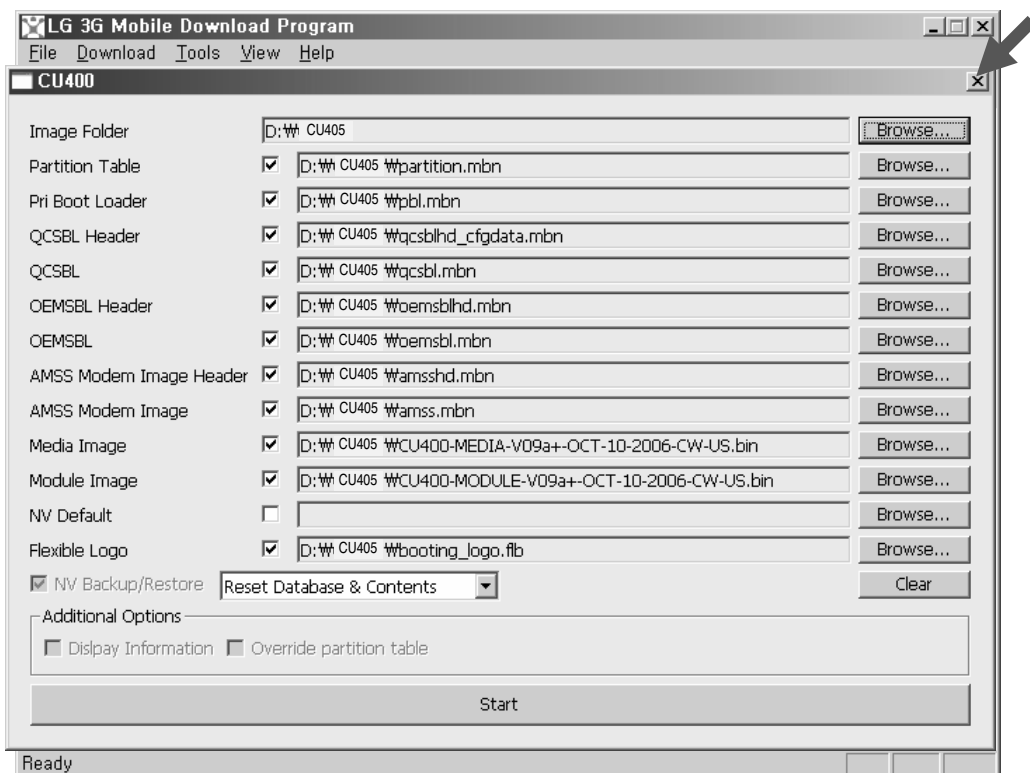 LG 3G Mobile Download Program
File Download Tools View Help
CU400
Image Folder D:₩ CU405 Browse...
Partition Table D:₩ CU405 ₩partition.mbn Browse...
Pri Boot Loader D:₩ CU405 ₩pbl.mbn Browse...
QCSBL Header D:₩ CU405 ₩qcsblhd_cfgdata.mbn Browse...
QCSBL D:₩ CU405 ₩qcsbl.mbn Browse...
OEMSBL Header D:₩ CU405 ₩oemsblhd.mbn Browse...
OEMSBL D:₩ CU405 ₩oemsbl.mbn Browse...
AMSS Modem Image Header D:₩ CU405 ₩amsshd.mbn Browse...
AMSS Modem Image D:₩ CU405 ₩amss.mbn Browse...
Media Image D:₩ CU405 ₩CU400-MEDIA-V09a+-OCT-10-2006-CW-US.bin Browse...
Module Image D:₩ CU405 ₩CU400-MODULE-V09a+-OCT-10-2006-CW-US.bin Browse...
NV Default Browse...
Flexible Logo D:₩ CU405 ₩booting_logo.flb Browse...
NV Backup/Restore Reset Database & Contents Clear
Additional Options
Dislpay Information Override partition table
Start
Ready